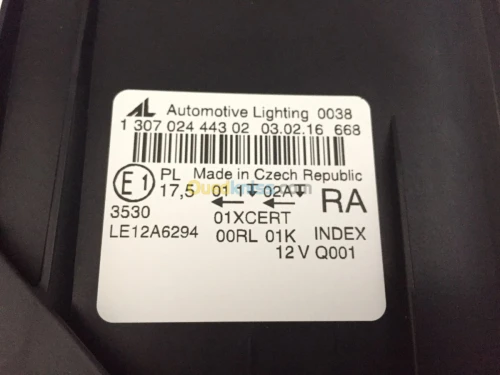 AL Automotive Lighting 0038
1 307 024 443 02 03.02.16 668
E1 PL Made in Czech Republic
17,5 01 1 02A
3530 01XCERT RA
LE12A6294 00RL 01K INDEX
12 V Q001